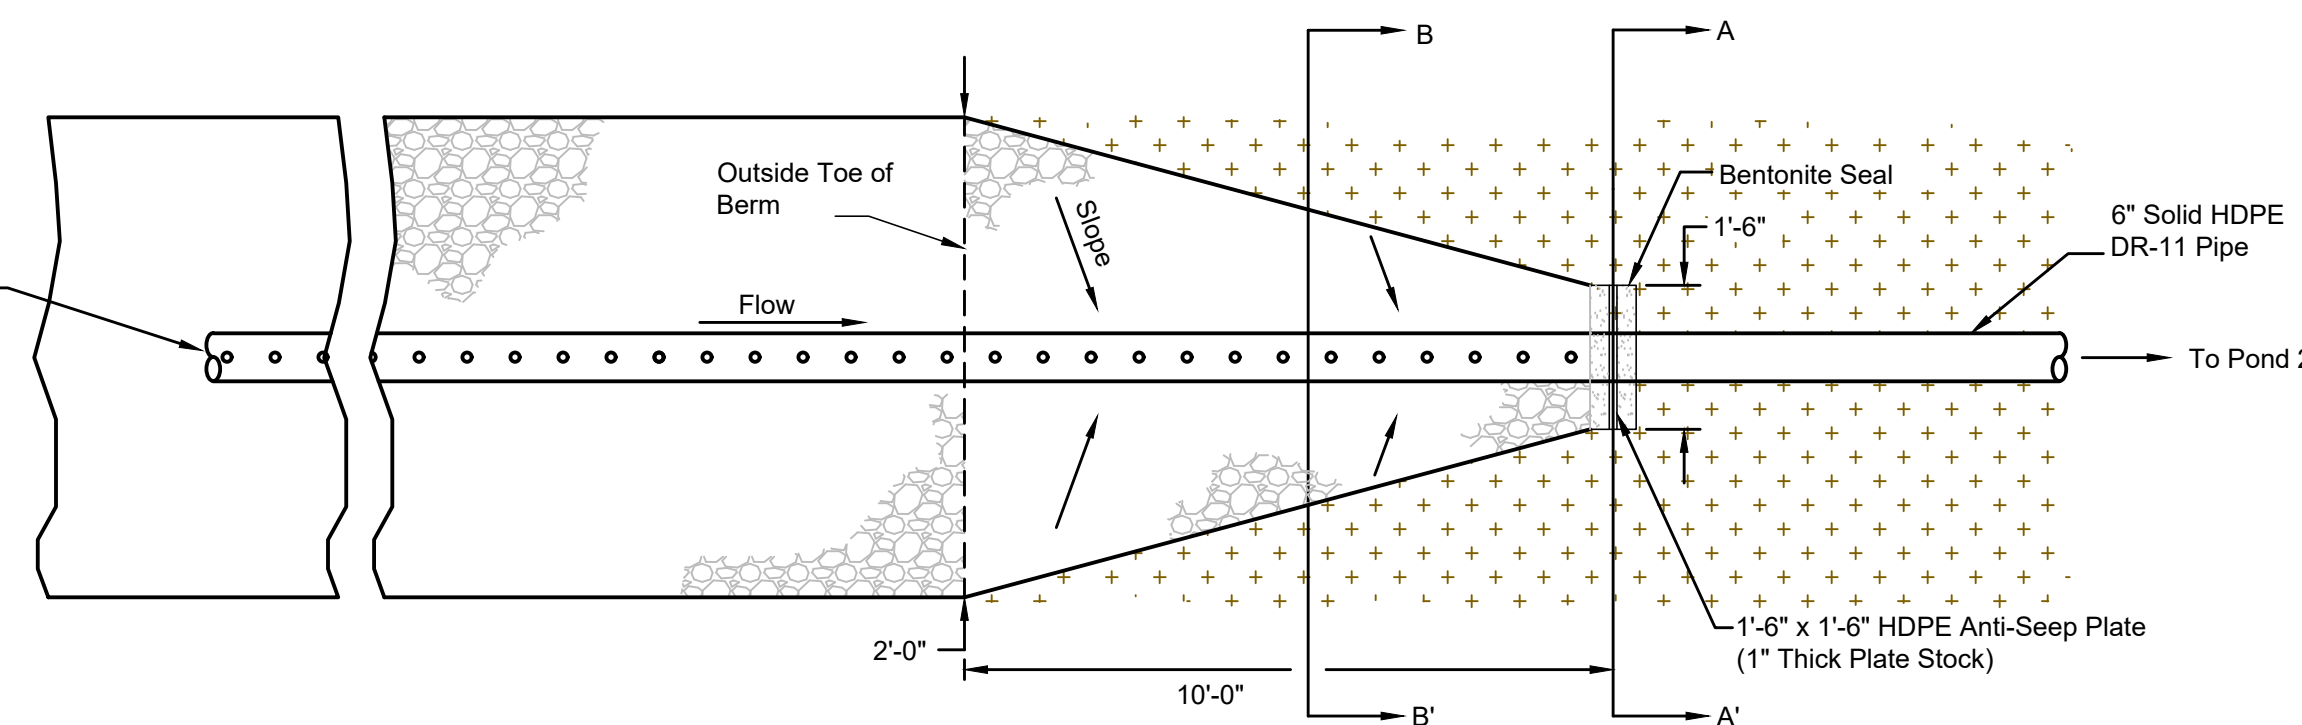 B
A
Outside Toe of
Berm
Slope
Bentonite Seal
1'-6"
6" Solid HDPE
DR-11 Pipe
Flow
To Pond
2'-0"
1'-6" x 1'-6" HDPE Anti-Seep Plate
(1" Thick Plate Stock)
10'-0"
B'
A'